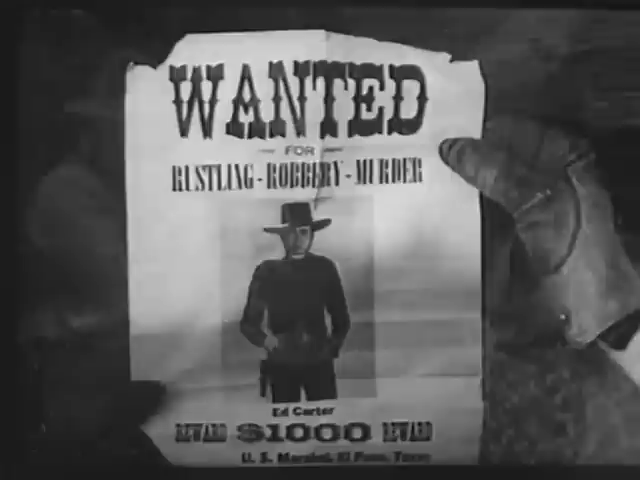 WANTED
FOR
RUSTLING - ROBBERY - MURDER
Ed Carter
REWARD $1000 REWARD
U. S. Marshal, El Paso, Texas